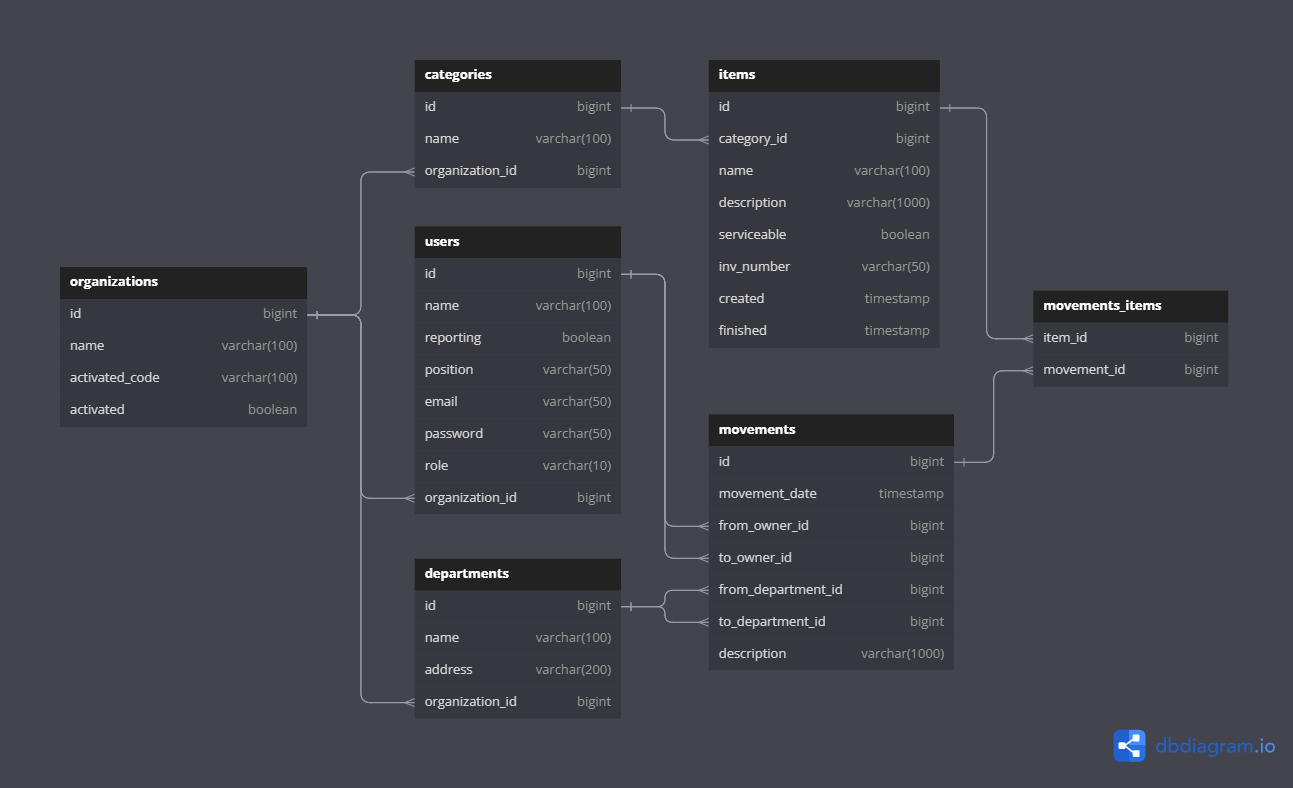 categories
id bigint
name varchar(100)
organization_id bigint
items
id bigint
category_id bigint
name varchar(100)
description varchar(1000)
serviceable boolean
inv_number varchar(50)
created timestamp
finished timestamp
users
id bigint
name varchar(100)
reporting boolean
position varchar(50)
email varchar(50)
password varchar(50)
role varchar(10)
organization_id bigint
organizations
id bigint
name varchar(100)
activated_code varchar(100)
activated boolean
movements_items
item_id bigint
movement_id bigint
movements
id bigint
movement_date timestamp
from_owner_id bigint
to_owner_id bigint
from_department_id bigint
to_department_id bigint
description varchar(1000)
departments
id bigint
name varchar(100)
address varchar(200)
organization_id bigint
dbdiagram.io